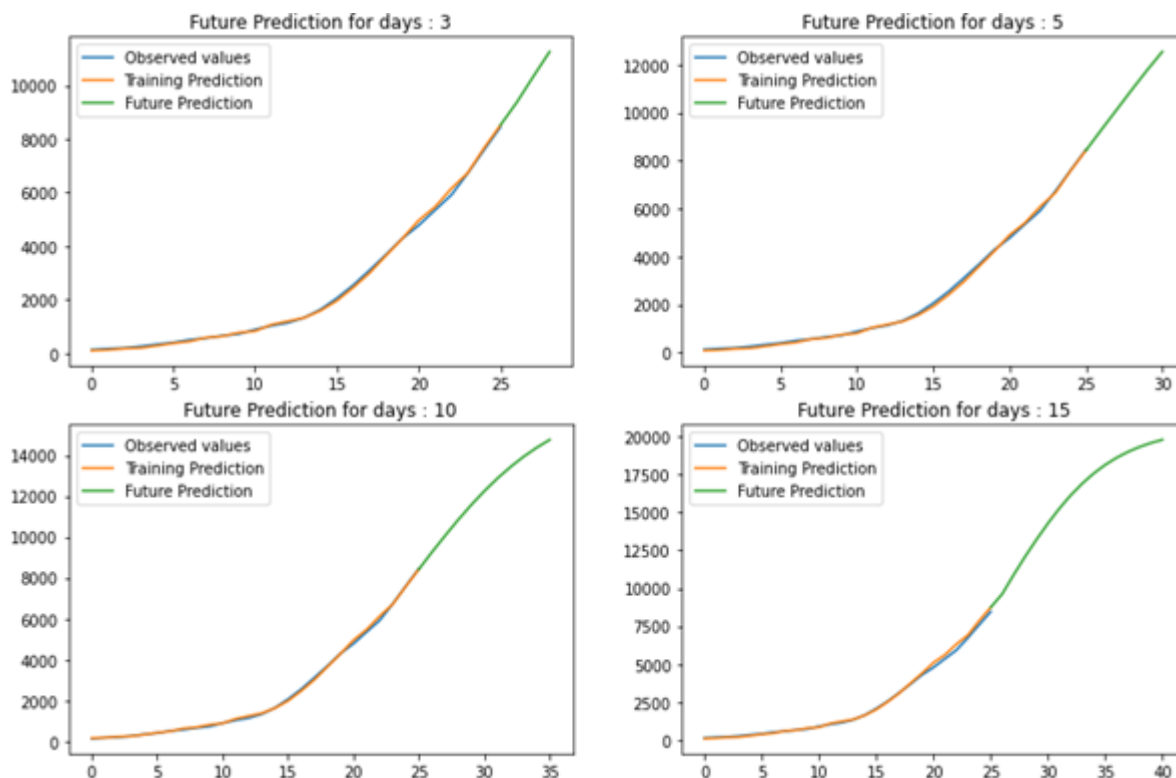 Future Prediction for days : 3
Observed values
Training Prediction
Future Prediction
10000
8000
6000
4000
2000
0
0 5 10 15 20 25
Future Prediction for days : 5
Observed values
Training Prediction
Future Prediction
12000
10000
8000
6000
4000
2000
0
0 5 10 15 20 25 30
Future Prediction for days : 10
Observed values
Training Prediction
Future Prediction
14000
12000
10000
8000
6000
4000
2000
0
0 5 10 15 20 25 30 35
Future Prediction for days : 15
Observed values
Training Prediction
Future Prediction
20000
17500
15000
12500
10000
7500
5000
2500
0
0 5 10 15 20 25 30 35 40